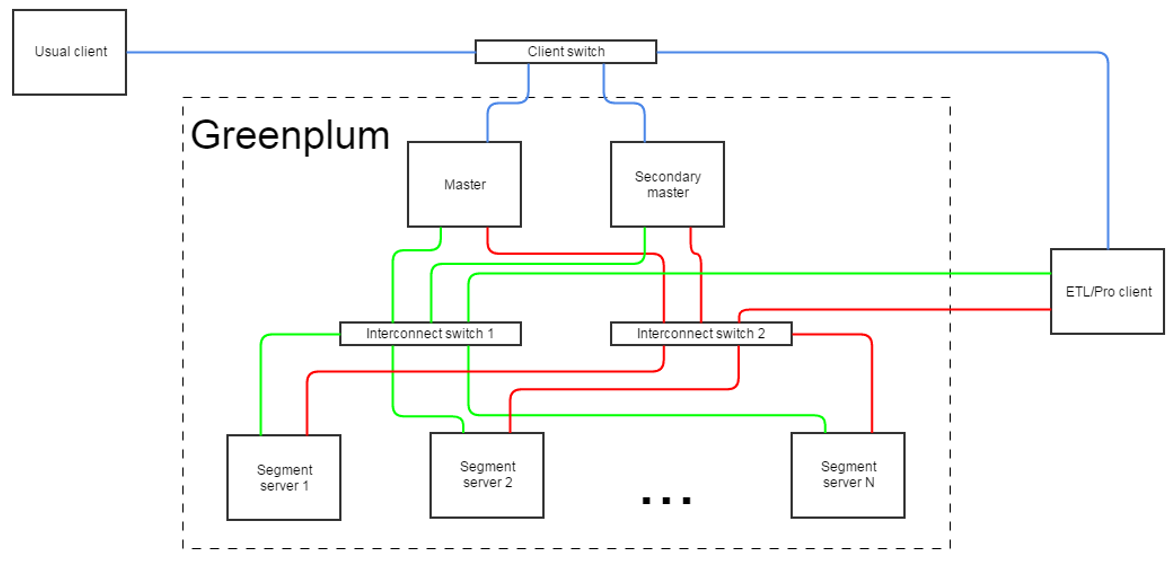 Usual client
Client switch
Greenplum
Master
Secondary
master
ETL/Pro client
Interconnect switch 1
Interconnect switch 2
Segment
server 1
Segment
server 2
...
Segment
server N